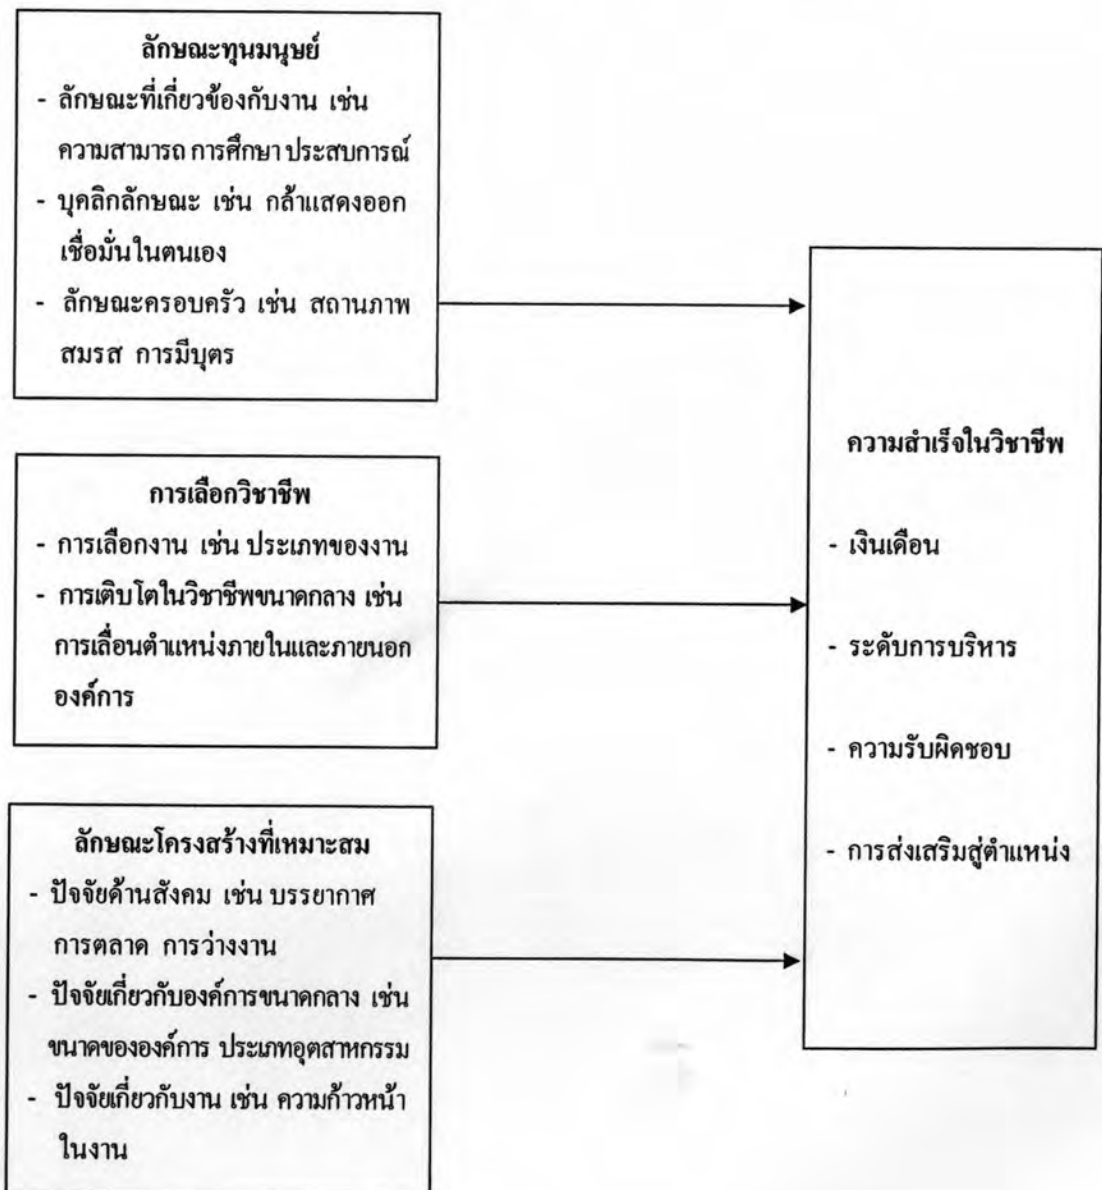 ลักษณะทุนมนุษย์
- ลักษณะที่เกี่ยวข้องกับงาน เช่น
ความสามารถ การศึกษา ประสบการณ์
- บุคลิกลักษณะ เช่น กล้าแสดงออก
เชื่อมั่นในตนเอง
- ลักษณะครอบครัว เช่น สถานภาพ
สมรส การมีบุตร
การเลือกวิชาชีพ
- การเลือกงาน เช่น ประเภทของงาน
- การเติบโตในวิชาชีพขนาดกลาง เช่น
การเลื่อนตำแหน่งภายในและภายนอก
องค์การ
ลักษณะโครงสร้างที่เหมาะสม
- ปัจจัยด้านสังคม เช่น บรรยากาศ
การตลาด การว่างงาน
- ปัจจัยเกี่ยวกับองค์การขนาดกลาง เช่น
ขนาดขององค์การ ประเภทอุตสาหกรรม
- ปัจจัยเกี่ยวกับงาน เช่น ความก้าวหน้า
ในงาน
ความสำเร็จในวิชาชีพ
- เงินเดือน
- ระดับการบริหาร
- ความรับผิดชอบ
- การส่งเสริมสู่ตำแหน่ง